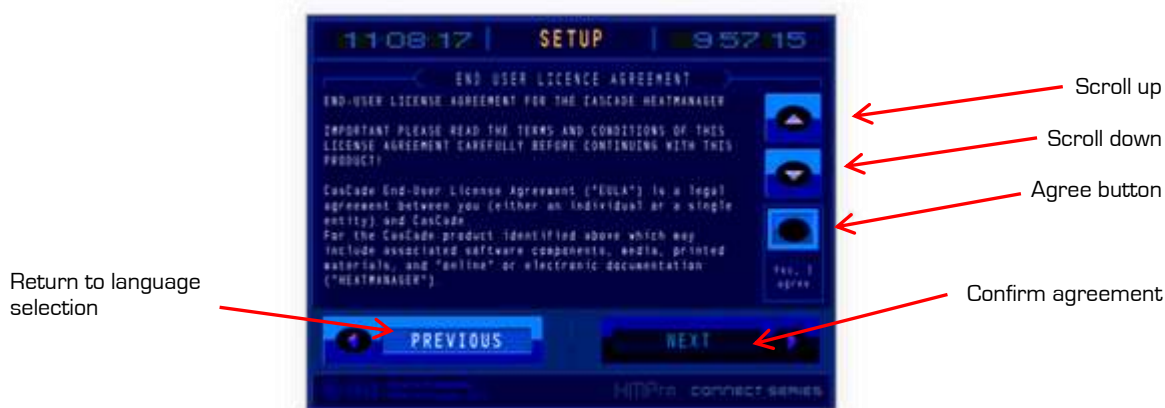 11:08:17
SETUP
9:57:15
END USER LICENCE AGREEMENT
END-USER LICENSE AGREEMENT FOR THE CASCADE HEATMANAGER
IMPORTANT PLEASE READ THE TERMS AND CONDITIONS OF THIS
LICENSE AGREEMENT CAREFULLY BEFORE CONTINUING WITH THIS
PRODUCT!
CasCade End-User License Agreement ("EULA") is a legal
agreement between you (either an individual or a single
entity) and CasCade
For the CasCade product identified above which may
include associated software components, media, printed
materials, and "online" or electronic documentation
("HEATMANAGER")
Yes, I
agree
PREVIOUS
NEXT
HMPro CONNECT SERIES
Scroll up
Scroll down
Agree button
Confirm agreement
Return to language
selection